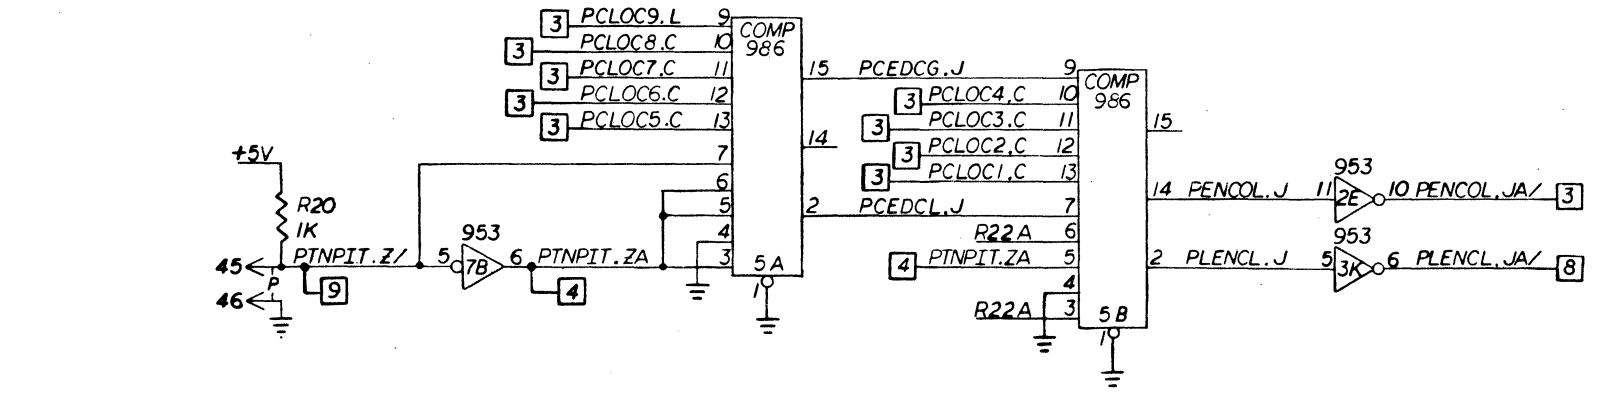 3 PCLOC9.L 9
3 PCLOC8.C 10
3 PCLOC7.C 11
3 PCLOC6.C 12
3 PCLOC5.C 13
7
6
5
4
3
COMP
986
5A
1
15 PCEDCG.J 9
14
2 PCEDCL.J 7
+5V
R20
1K
45 PTNPIT.Z/ 5
46
P
9
953
7B
6 PTNPIT.ZA
4
3 PCLOC4.C 10
3 PCLOC3.C 11
3 PCLOC2.C 12
3 PCLOC1.C 13
R22A 6
4 PTNPIT.ZA 5
4
R22A 3
COMP
986
5B
1
15
14 PENCOL.J 11
953
2E
10 PENCOL.JA/ 3
2 PLENCL.J 5
953
3K
6 PLENCL.JA/ 8